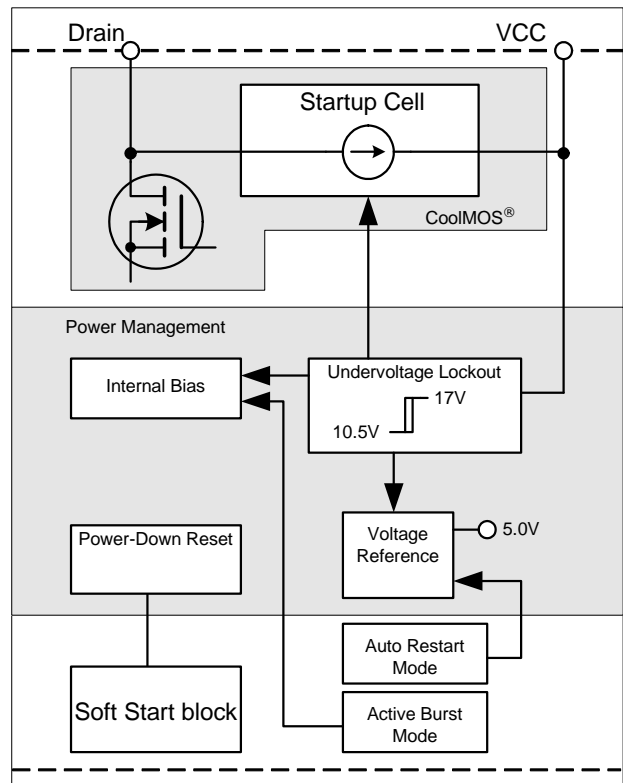 Drain
VCC
Startup Cell
CoolMOS®
Power Management
Internal Bias
Undervoltage Lockout
17V
10.5V
Power-Down Reset
Voltage
Reference
5.0V
Auto Restart
Mode
Soft Start block
Active Burst
Mode